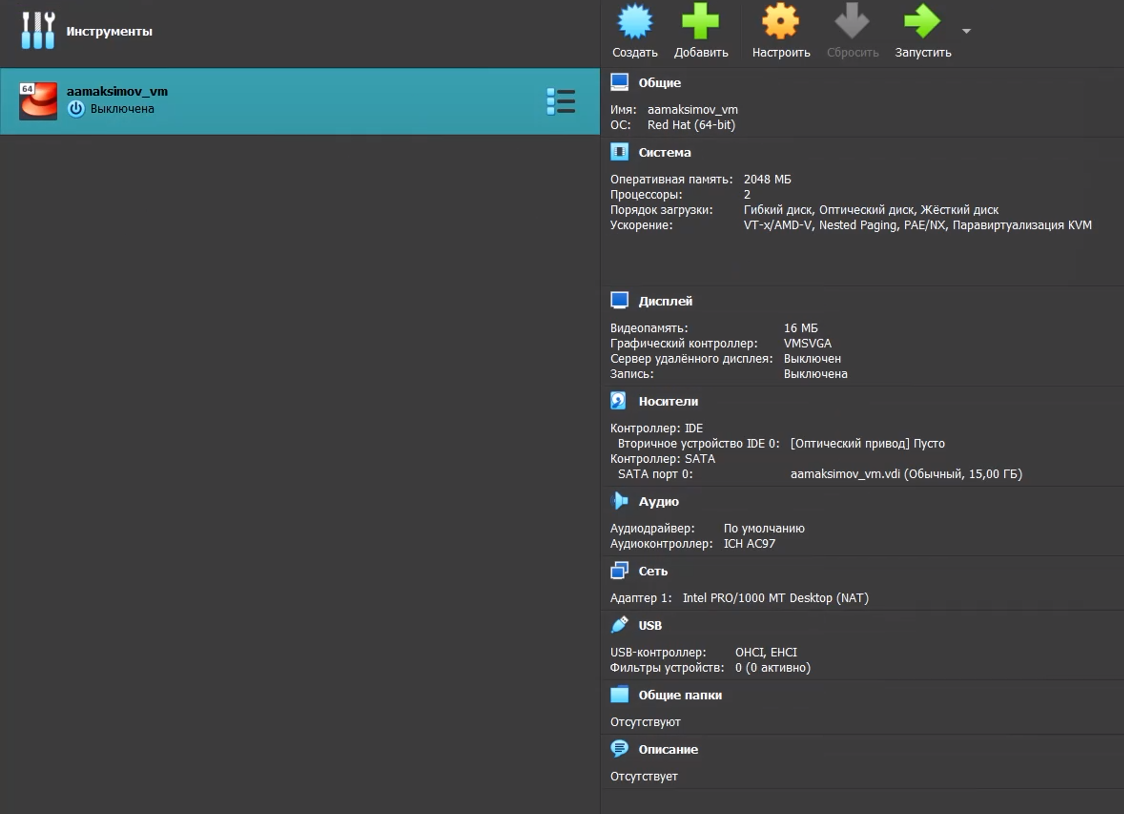 Инструменты
64
aamaksimov_vm
Выключена
Создать Добавить Настроить Сбросить Запустить
Общие
Имя: aamaksimov_vm
ОС: Red Hat (64-bit)
Система
Оперативная память: 2048 МБ
Процессоры: 2
Порядок загрузки: Гибкий диск, Оптический диск, Жёсткий диск
Ускорение: VT-x/AMD-V, Nested Paging, PAE/NX, Паравиртуализация KVM
Дисплей
Видеопамять: 16 МБ
Графический контроллер: VMSVGA
Сервер удалённого дисплея: Выключен
Запись: Выключена
Носители
Контроллер: IDE
Вторичное устройство IDE 0: [Оптический привод] Пусто
Контроллер: SATA
SATA порт 0: aamaksimov_vm.vdi (Обычный, 15,00 ГБ)
Аудио
Аудиодрайвер: По умолчанию
Аудиоконтроллер: ICH AC97
Сеть
Адаптер 1: Intel PRO/1000 MT Desktop (NAT)
USB
USB-контроллер: OHCI, EHCI
Фильтры устройств: 0 (0 активно)
Общие папки
Отсутствуют
Описание
Отсутствует